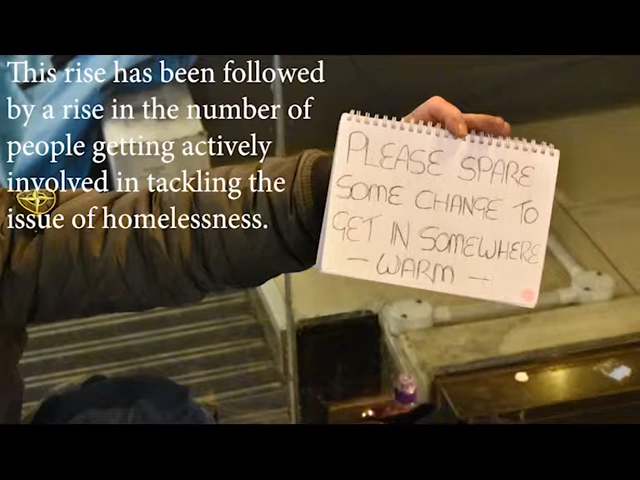 This rise has been followed
by a rise in the number of
people getting actively
involved in tackling the
issue of homelessness.
PLEASE SPARE
SOME CHANGE TO
GET IN SOMEWHERE
- WARM -